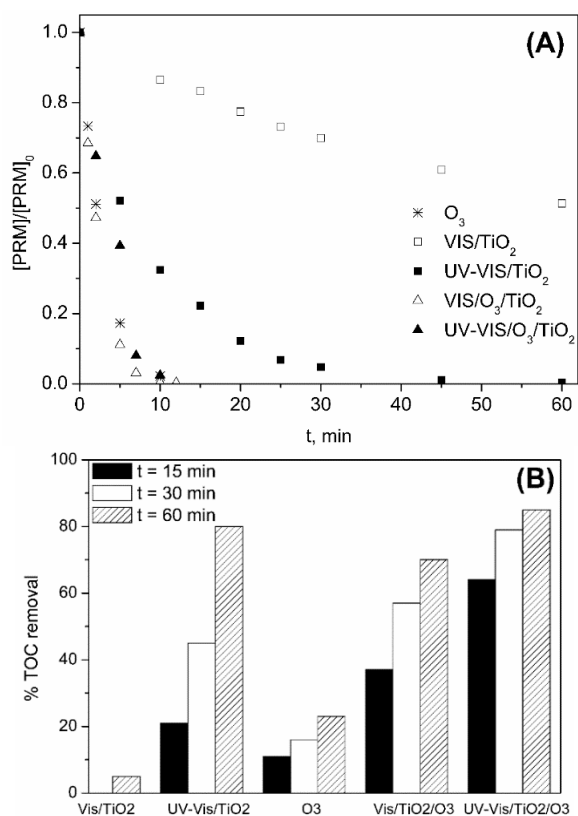 (A)
[PRM]/[PRM]₀
1.0
0.8
0.6
0.4
0.2
0.0
O₃
VIS/TiO₂
UV-VIS/TiO₂
VIS/O₃/TiO₂
UV-VIS/O₃/TiO₂
0 10 20 30 40 50 60
t, min
(B)
t = 15 min
t = 30 min
t = 60 min
% TOC removal
100
80
60
40
20
0
Vis/TiO2 UV-Vis/TiO2 O3 Vis/TiO2/O3 UV-Vis/TiO2/O3